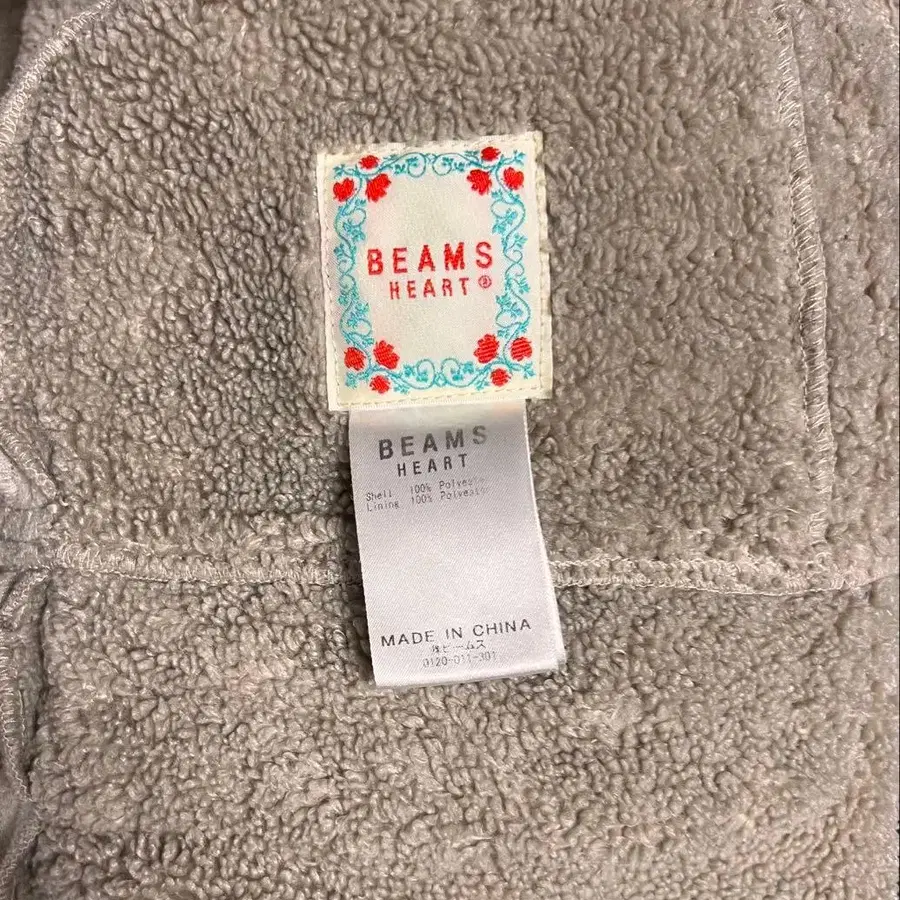 BEAMS
HEART®
BEAMS
HEART
Shell 100% Polyester
Lining 100% Polyester
MADE IN CHINA
㈱ビームス
0120-011-301